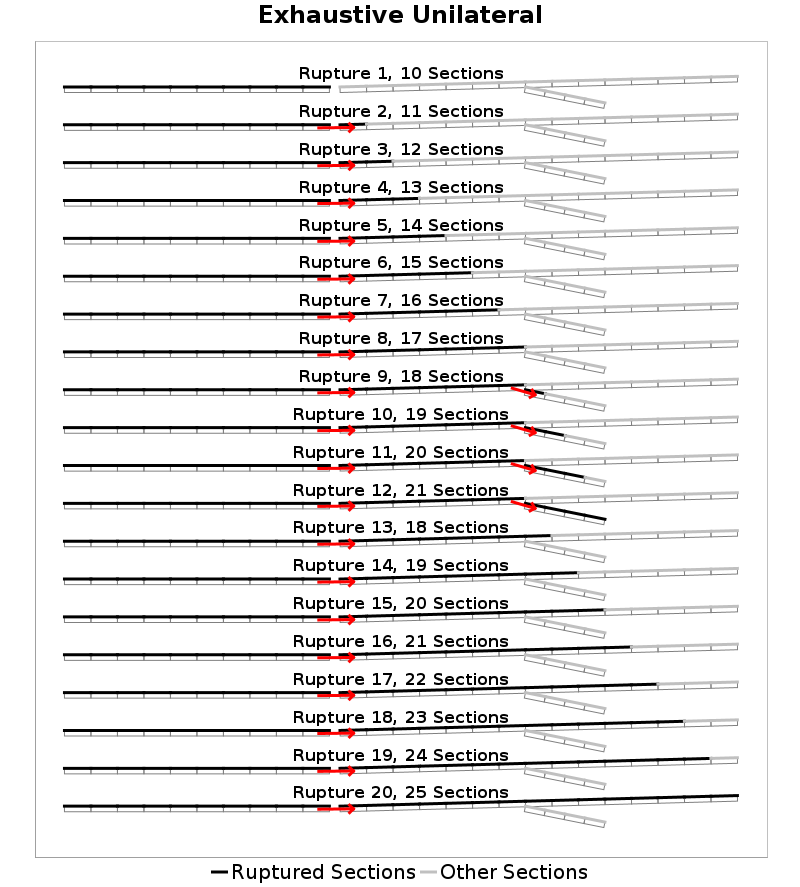 Exhaustive Unilateral
Rupture 1, 10 Sections
Rupture 2, 11 Sections
Rupture 3, 12 Sections
Rupture 4, 13 Sections
Rupture 5, 14 Sections
Rupture 6, 15 Sections
Rupture 7, 16 Sections
Rupture 8, 17 Sections
Rupture 9, 18 Sections
Rupture 10, 19 Sections
Rupture 11, 20 Sections
Rupture 12, 21 Sections
Rupture 13, 18 Sections
Rupture 14, 19 Sections
Rupture 15, 20 Sections
Rupture 16, 21 Sections
Rupture 17, 22 Sections
Rupture 18, 23 Sections
Rupture 19, 24 Sections
Rupture 20, 25 Sections
Ruptured Sections Other Sections